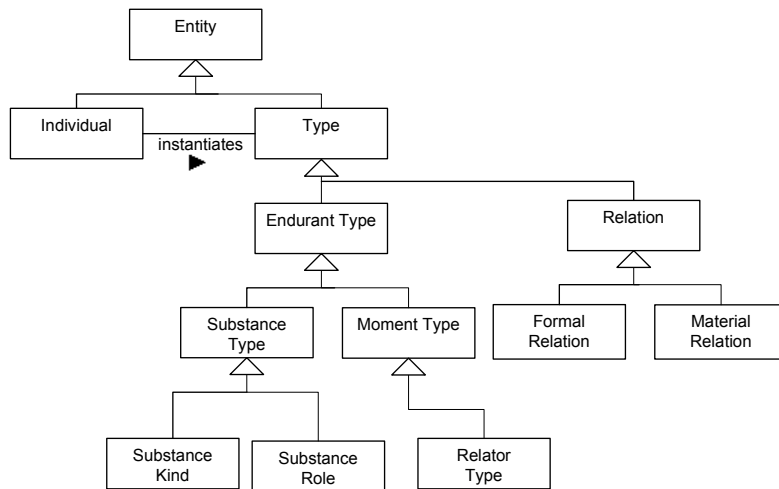 Entity
Individual
Type
instantiates
Endurant Type
Relation
Substance
Type
Moment Type
Formal
Relation
Material
Relation
Substance
Kind
Substance
Role
Relator
Type